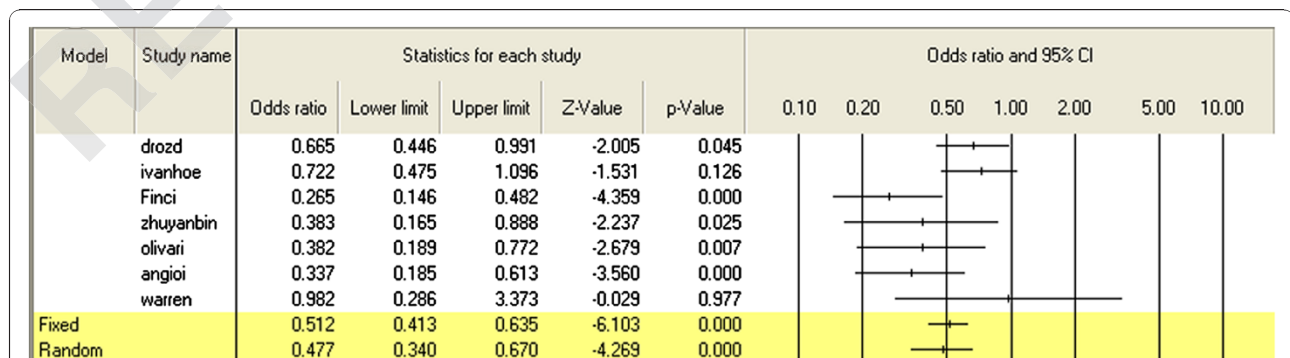 Model Study name Statistics for each study Odds ratio and 95% CI
Odds ratio Lower limit Upper limit Z-Value p-Value 0.10 0.20 0.50 1.00 2.00 5.00 10.00
drozd 0.665 0.446 0.991 -2.005 0.045
ivanhoe 0.722 0.475 1.096 -1.531 0.126
Finci 0.265 0.146 0.482 -4.359 0.000
zhuyanbin 0.383 0.165 0.888 -2.237 0.025
olivari 0.382 0.189 0.772 -2.679 0.007
angioi 0.337 0.185 0.613 -3.560 0.000
warren 0.982 0.286 3.373 -0.029 0.977
Fixed 0.512 0.413 0.635 -6.103 0.000
Random 0.477 0.340 0.670 -4.269 0.000